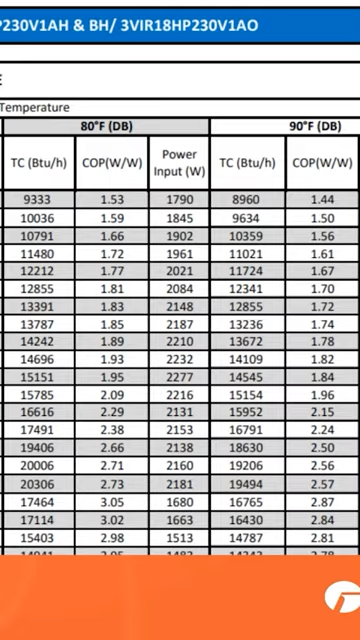 P230V1AH & BH/ 3VIR18HP230V1AO
E
Temperature
80°F (DB) 90°F (DB)
TC (Btu/h) COP(W/W) Power Input (W) TC (Btu/h) COP(W/W)
9333 1.53 1790 8960 1.44
10036 1.59 1845 9634 1.50
10791 1.66 1902 10359 1.56
11480 1.72 1961 11021 1.61
12212 1.77 2021 11724 1.67
12855 1.81 2084 12341 1.70
13391 1.83 2148 12855 1.72
13787 1.85 2187 13236 1.74
14242 1.89 2210 13672 1.78
14696 1.93 2232 14109 1.82
15151 1.95 2277 14545 1.84
15785 2.09 2216 15154 1.96
16616 2.29 2131 15952 2.15
17491 2.38 2153 16791 2.24
19406 2.66 2138 18630 2.50
20006 2.71 2160 19206 2.56
20306 2.73 2181 19494 2.57
17464 3.05 1680 16765 2.87
17114 3.02 1663 16430 2.84
15403 2.98 1513 14787 2.81